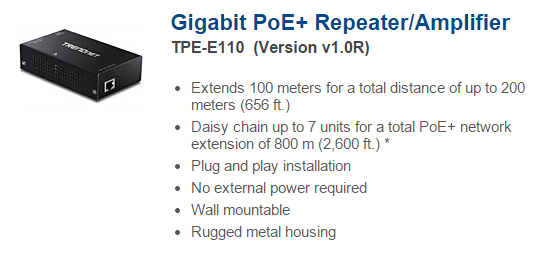 TRENDNET
Gigabit PoE+ Repeater/Amplifier
TPE-E110 (Version v1.0R)
• Extends 100 meters for a total distance of up to 200
meters (656 ft.)
• Daisy chain up to 7 units for a total PoE+ network
extension of 800 m (2,600 ft.) *
• Plug and play installation
• No external power required
• Wall mountable
• Rugged metal housing